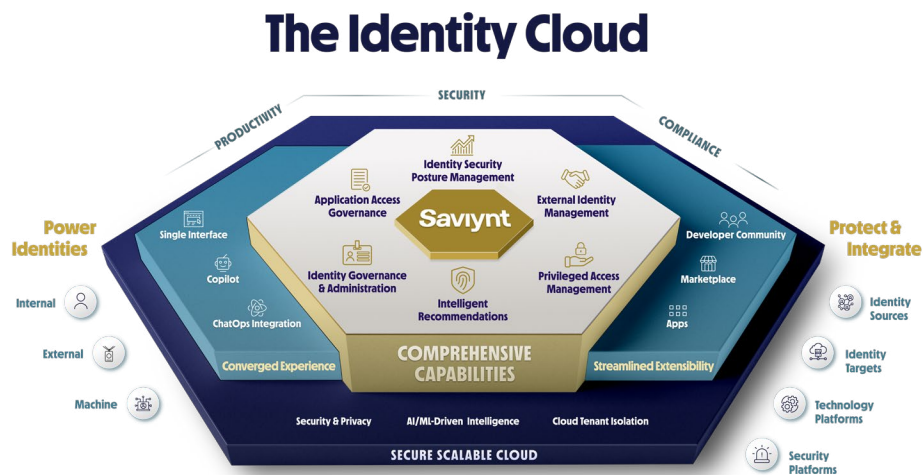 The Identity Cloud
SECURITY
PRODUCTIVITY
COMPLIANCE
Identity Security
Posture Management
Application Access
Governance
External Identity
Management
Saviynt
Identity Governance
& Administration
Privileged Access
Management
Intelligent
Recommendations
COMPREHENSIVE
CAPABILITIES
Single Interface
Copilot
ChatOps Integration
Converged Experience
Developer Community
Marketplace
Apps
Streamlined Extensibility
Power
Identities
Internal
External
Machine
Protect &
Integrate
Identity
Sources
Identity
Targets
Technology
Platforms
Security
Platforms
Security & Privacy
AI/ML-Driven Intelligence
Cloud Tenant Isolation
SECURE SCALABLE CLOUD